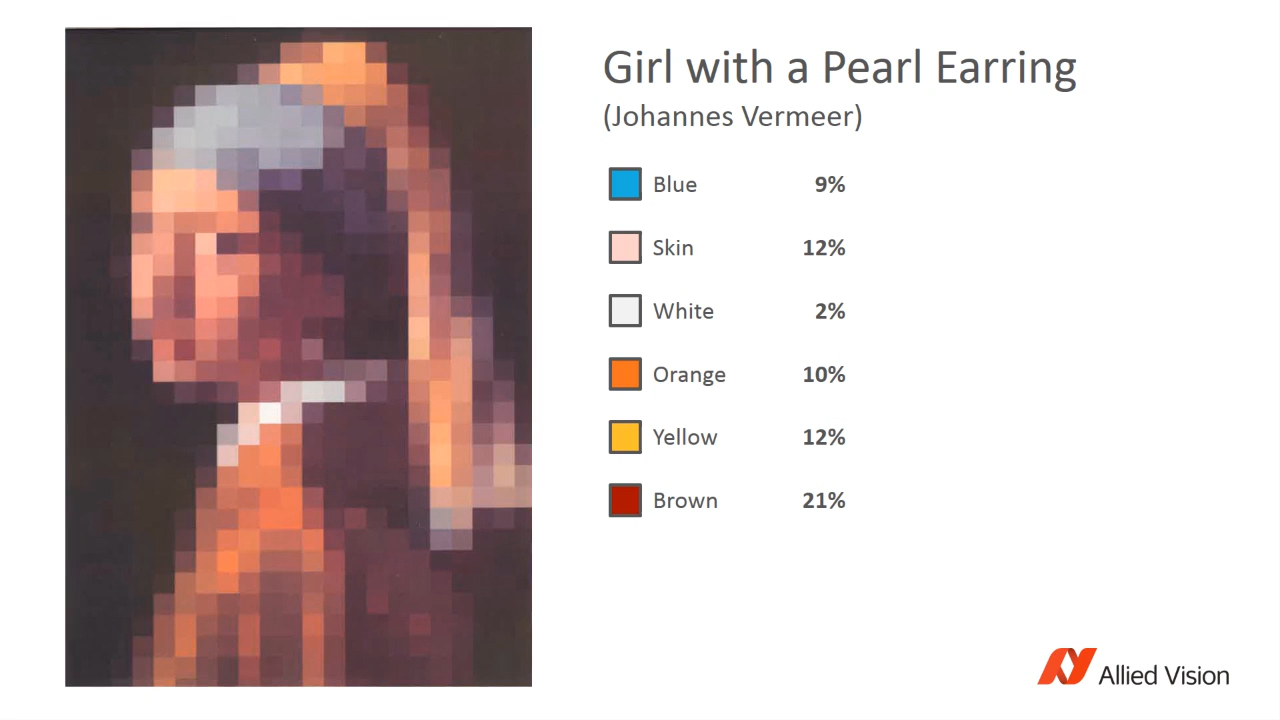 Girl with a Pearl Earring
(Johannes Vermeer)
Blue 9%
Skin 12%
White 2%
Orange 10%
Yellow 12%
Brown 21%
Allied Vision